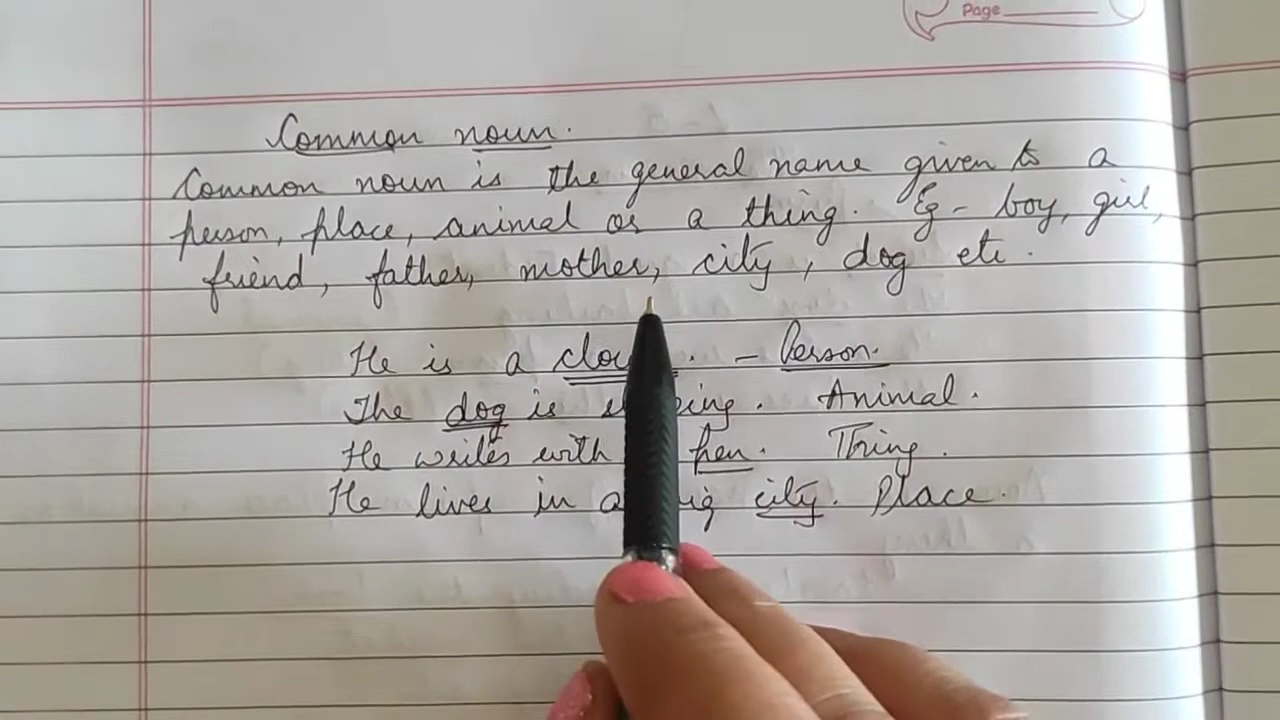 Page
Common noun.
Common noun is the general name given to a
person, place, animal or a thing. Eg - boy, girl,
friend, father, mother, city, dog etc.
He is a . - Person.
The dog is . Animal.
He writes with pen. Thing.
He lives in a city. Place.